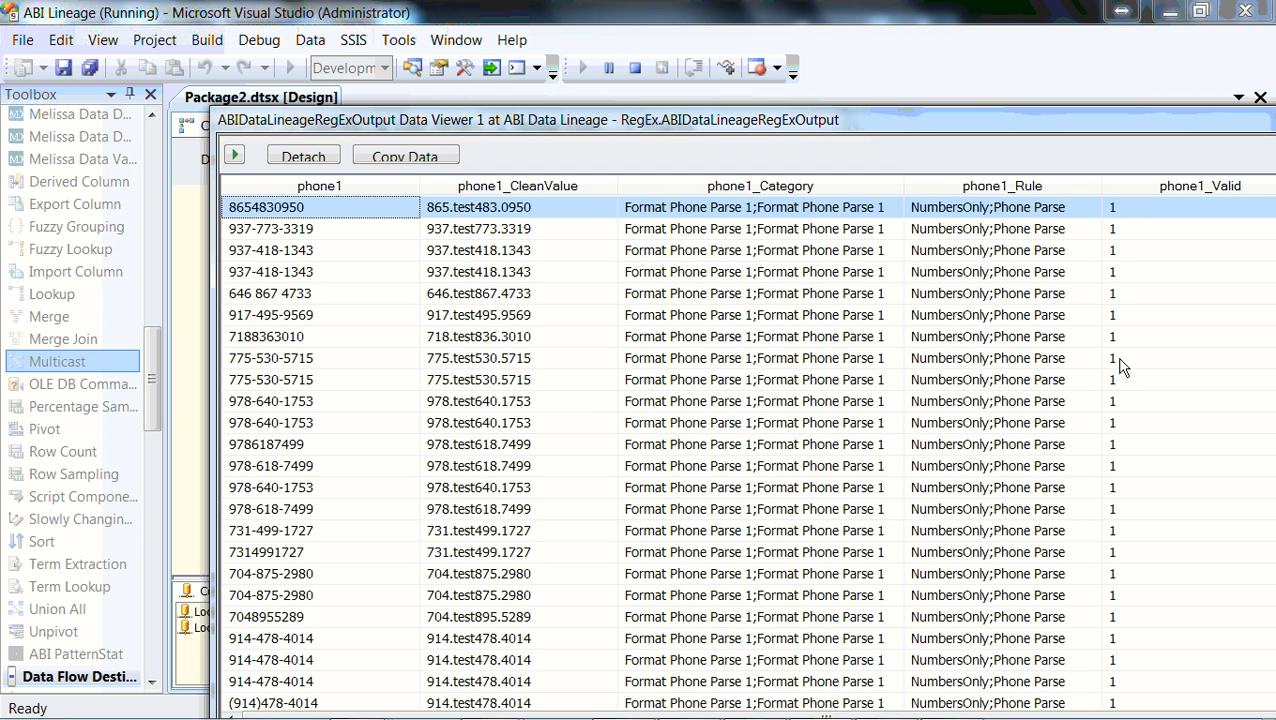 ABI Lineage (Running) - Microsoft Visual Studio (Administrator)
File Edit View Project Build Debug Data SSIS Tools Window Help
Developm
Toolbox
Package2.dtsx [Design]
Melissa Data D...
Melissa Data D...
Melissa Data Va...
Derived Column
Export Column
Fuzzy Grouping
Fuzzy Lookup
Import Column
Lookup
Merge
Merge Join
Multicast
OLE DB Comma...
Percentage Sam...
Pivot
Row Count
Row Sampling
Script Compone...
Slowly Changin...
Sort
Term Extraction
Term Lookup
Union All
Unpivot
ABI PatternStat
Data Flow Desti...
ABIDataLineageRegExOutput Data Viewer 1 at ABI Data Lineage - RegEx.ABIDataLineageRegExOutput
Detach Copy Data
phone1 phone1_CleanValue phone1_Category phone1_Rule phone1_Valid
8654830950 865.test483.0950 Format Phone Parse 1;Format Phone Parse 1 NumbersOnly;Phone Parse 1
937-773-3319 937.test773.3319 Format Phone Parse 1;Format Phone Parse 1 NumbersOnly;Phone Parse 1
937-418-1343 937.test418.1343 Format Phone Parse 1;Format Phone Parse 1 NumbersOnly;Phone Parse 1
937-418-1343 937.test418.1343 Format Phone Parse 1;Format Phone Parse 1 NumbersOnly;Phone Parse 1
646 867 4733 646.test867.4733 Format Phone Parse 1;Format Phone Parse 1 NumbersOnly;Phone Parse 1
917-495-9569 917.test495.9569 Format Phone Parse 1;Format Phone Parse 1 NumbersOnly;Phone Parse 1
7188363010 718.test836.3010 Format Phone Parse 1;Format Phone Parse 1 NumbersOnly;Phone Parse 1
775-530-5715 775.test530.5715 Format Phone Parse 1;Format Phone Parse 1 NumbersOnly;Phone Parse 1
775-530-5715 775.test530.5715 Format Phone Parse 1;Format Phone Parse 1 NumbersOnly;Phone Parse 1
978-640-1753 978.test640.1753 Format Phone Parse 1;Format Phone Parse 1 NumbersOnly;Phone Parse 1
978-640-1753 978.test640.1753 Format Phone Parse 1;Format Phone Parse 1 NumbersOnly;Phone Parse 1
9786187499 978.test618.7499 Format Phone Parse 1;Format Phone Parse 1 NumbersOnly;Phone Parse 1
978-618-7499 978.test618.7499 Format Phone Parse 1;Format Phone Parse 1 NumbersOnly;Phone Parse 1
978-640-1753 978.test640.1753 Format Phone Parse 1;Format Phone Parse 1 NumbersOnly;Phone Parse 1
978-618-7499 978.test618.7499 Format Phone Parse 1;Format Phone Parse 1 NumbersOnly;Phone Parse 1
731-499-1727 731.test499.1727 Format Phone Parse 1;Format Phone Parse 1 NumbersOnly;Phone Parse 1
7314991727 731.test499.1727 Format Phone Parse 1;Format Phone Parse 1 NumbersOnly;Phone Parse 1
704-875-2980 704.test875.2980 Format Phone Parse 1;Format Phone Parse 1 NumbersOnly;Phone Parse 1
704-875-2980 704.test875.2980 Format Phone Parse 1;Format Phone Parse 1 NumbersOnly;Phone Parse 1
7048955289 704.test895.5289 Format Phone Parse 1;Format Phone Parse 1 NumbersOnly;Phone Parse 1
914-478-4014 914.test478.4014 Format Phone Parse 1;Format Phone Parse 1 NumbersOnly;Phone Parse 1
914-478-4014 914.test478.4014 Format Phone Parse 1;Format Phone Parse 1 NumbersOnly;Phone Parse 1
914-478-4014 914.test478.4014 Format Phone Parse 1;Format Phone Parse 1 NumbersOnly;Phone Parse 1
(914)478-4014 914.test478.4014 Format Phone Parse 1;Format Phone Parse 1 NumbersOnly;Phone Parse 1
Ready